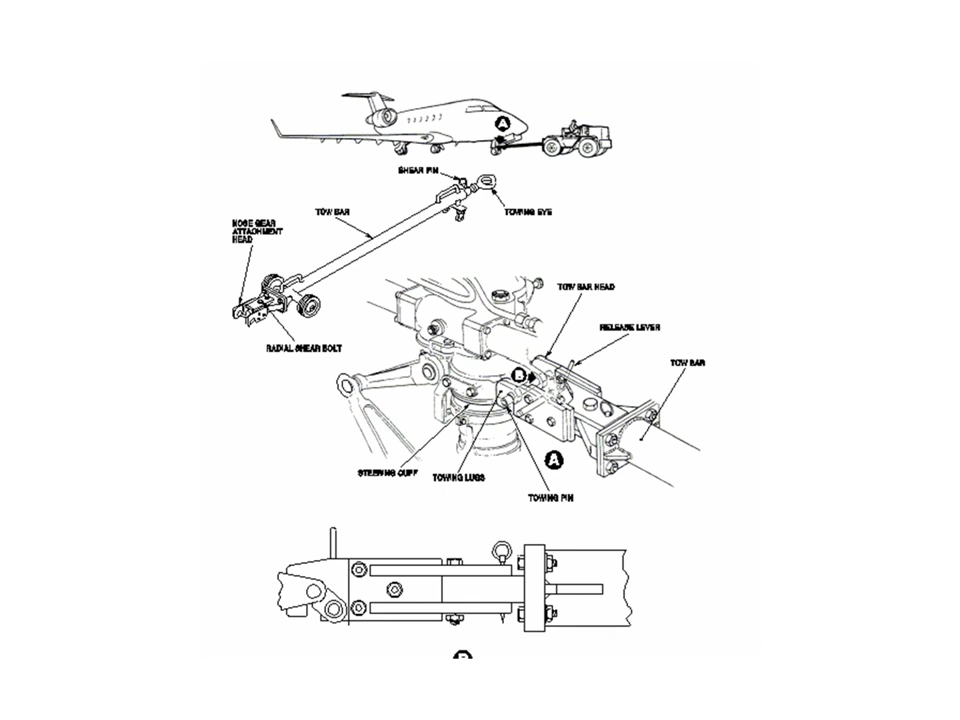 A
SHEAR PIN
TOW BAR
TOWING EYE
NOSE GEAR
ATTACHMENT
HEAD
RADIAL SHEAR BOLT
TOW BAR HEAD
RELEASE LEVER
TOW BAR
B
STEERING CUFF
TOWING LUGS
A
TOWING PIN
B